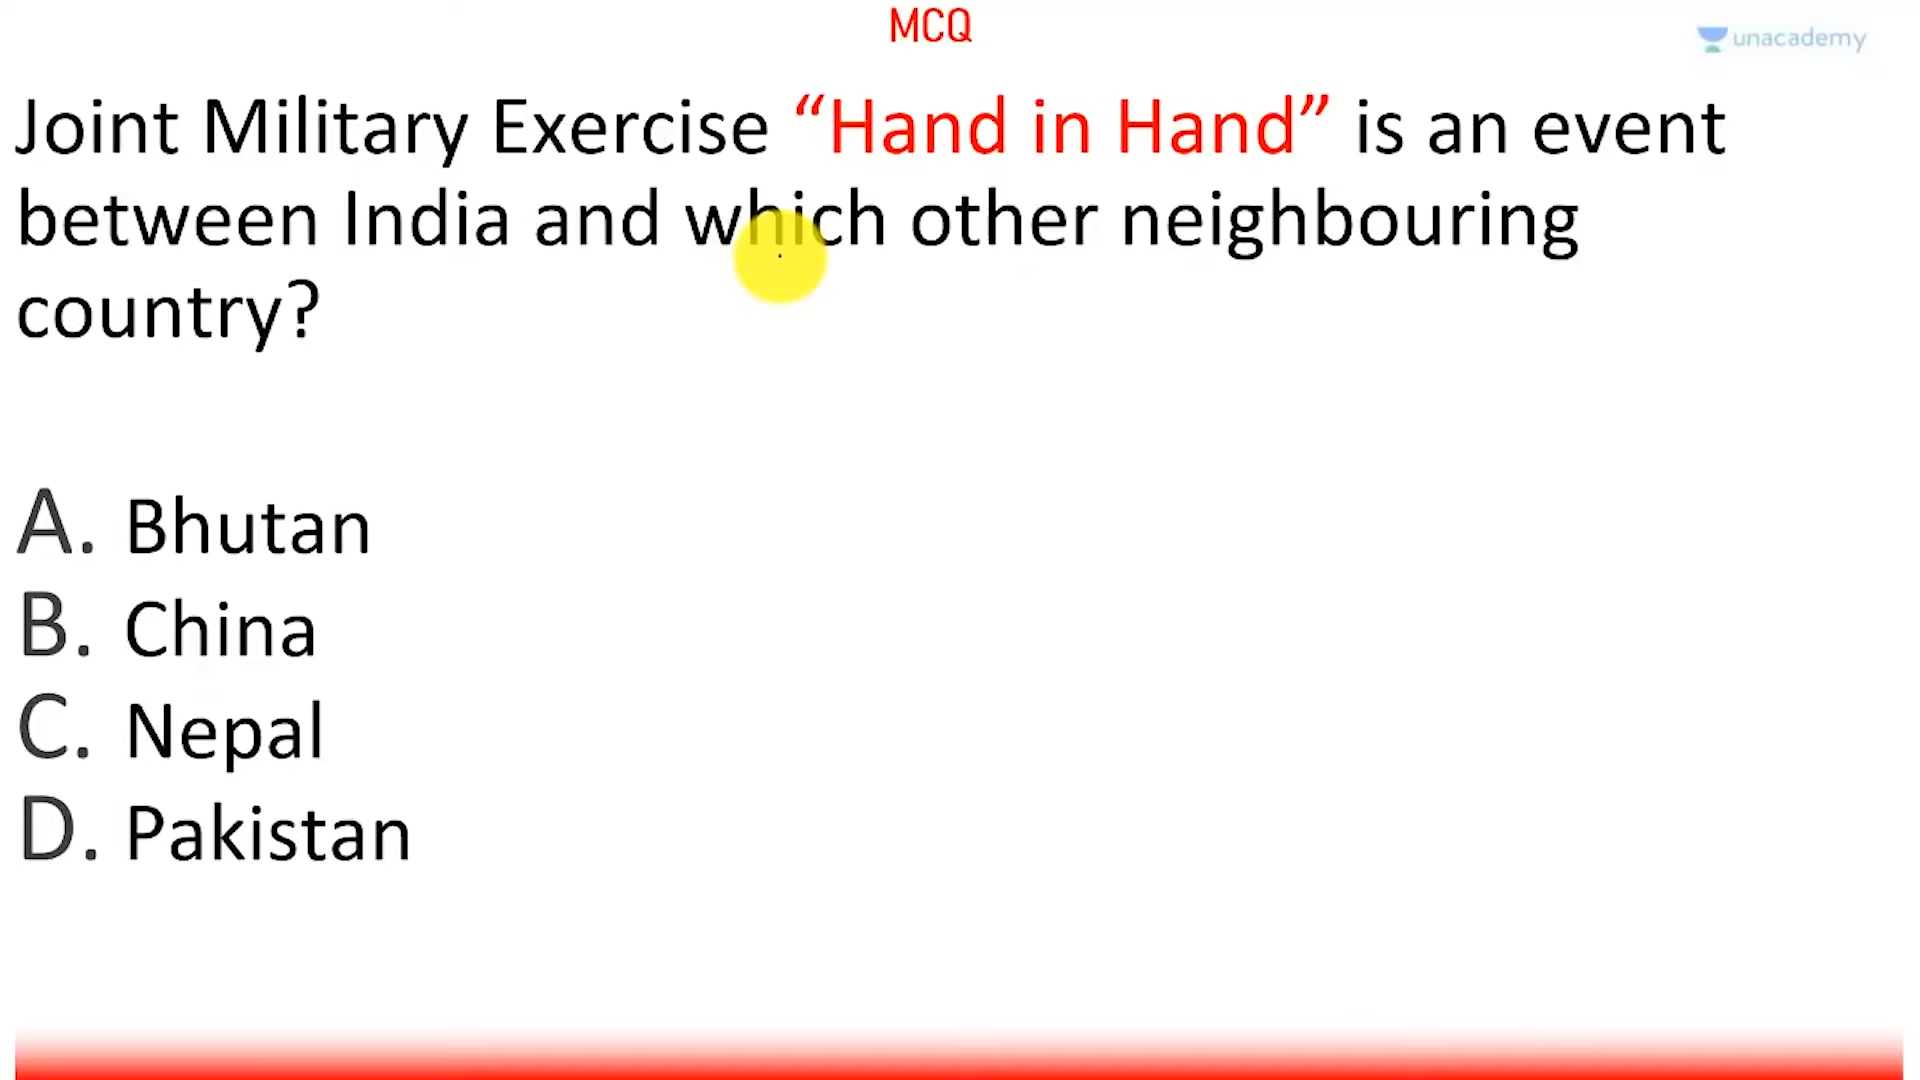 MCQ
unacademy
Joint Military Exercise “Hand in Hand” is an event
between India and which other neighbouring
country?
A. Bhutan
B. China
C. Nepal
D. Pakistan